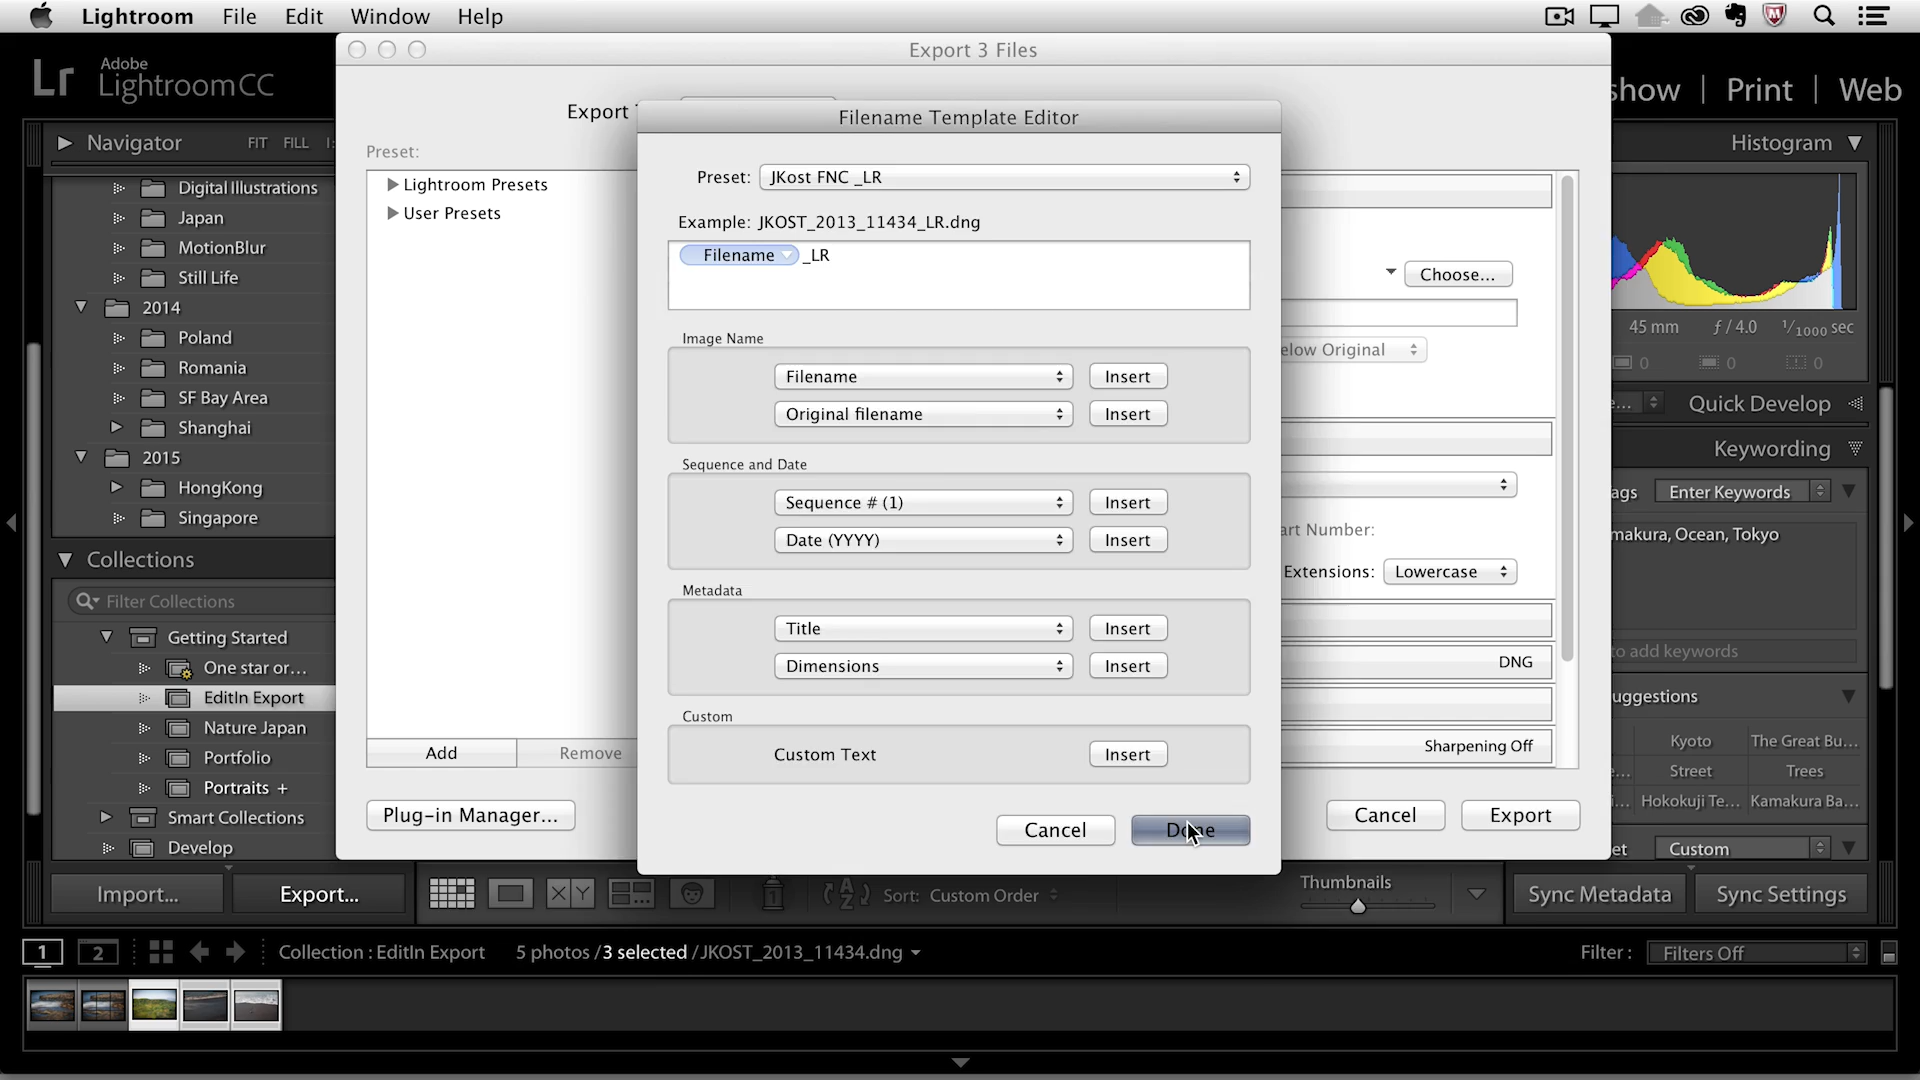 Lightroom File Edit Window Help
Export 3 Files
Lr Adobe Lightroom CC
show | Print | Web
Navigator FIT FILL
Digital Illustrations
Japan
MotionBlur
Still Life
2014
Poland
Romania
SF Bay Area
Shanghai
2015
HongKong
Singapore
Collections
Filter Collections
Getting Started
One star or...
EditIn Export
Nature Japan
Portfolio
Portraits +
Smart Collections
Develop
Import... Export...
Export
Preset:
Lightroom Presets
User Presets
Add Remove
Plug-in Manager...
Filename Template Editor
Preset: JKost FNC _LR
Example: JKOST_2013_11434_LR.dng
Filename _LR
Image Name
Filename Insert
Original filename Insert
Sequence and Date
Sequence # (1) Insert
Date (YYYY) Insert
Metadata
Title Insert
Dimensions Insert
Custom
Custom Text Insert
Cancel Done
Choose...
elow Original
art Number:
Extensions: Lowercase
DNG
Sharpening Off
Cancel Export
Histogram
45 mm f / 4.0 1/1000 sec
0 0 0
e... Quick Develop
Keywording
ags Enter Keywords
makura, Ocean, Tokyo
to add keywords
uggestions
Kyoto The Great Bu...
e... Street Trees
i... Hokokuji Te... Kamakura Ba...
et Custom
XY Sort: Custom Order Thumbnails
Sync Metadata Sync Settings
1 2 Collection : EditIn Export 5 photos / 3 selected / JKOST_2013_11434.dng Filter : Filters Off